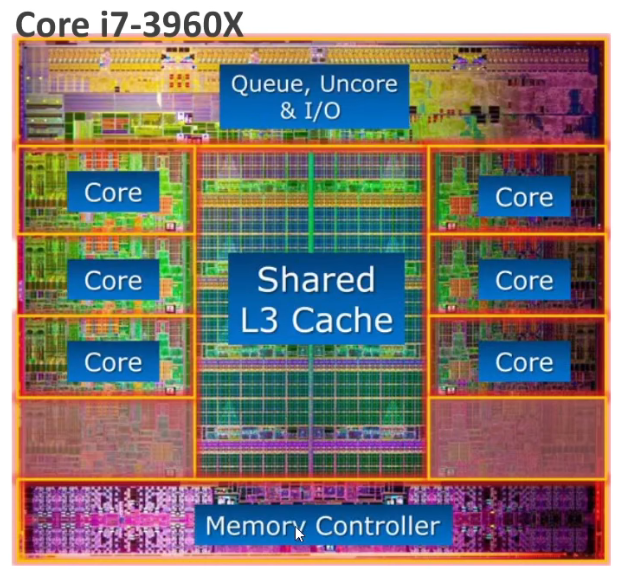 Core i7-3960X
Queue, Uncore
& I/O
Core
Core
Core
Core
Core
Core
Shared
L3 Cache
Memory Controller